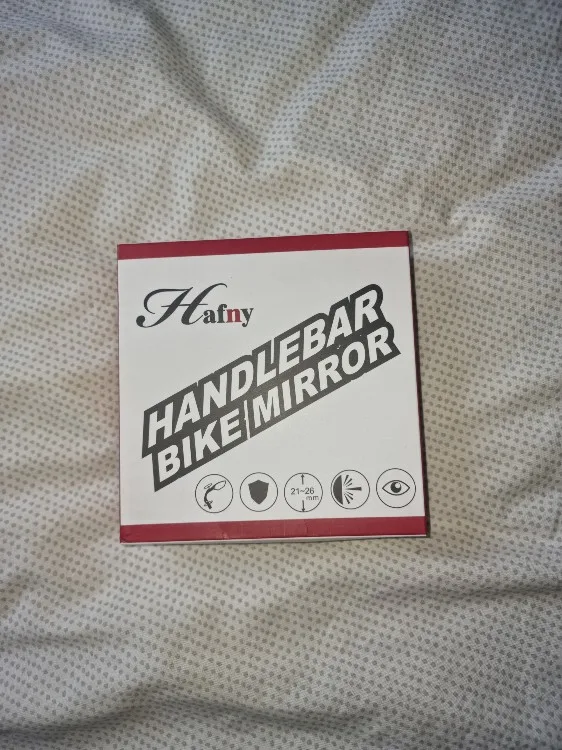 Hafny
HANDLEBAR
BIKE MIRROR
21~26
mm